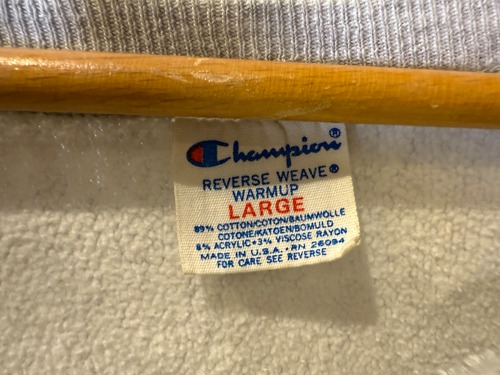 Champion®
REVERSE WEAVE®
WARMUP
LARGE
89% COTTON/COTON/BAUMWOLLE
COTONE/KATOEN/BOMULD
8% ACRYLIC•3% VISCOSE RAYON
MADE IN U.S.A.•RN 26094
FOR CARE SEE REVERSE